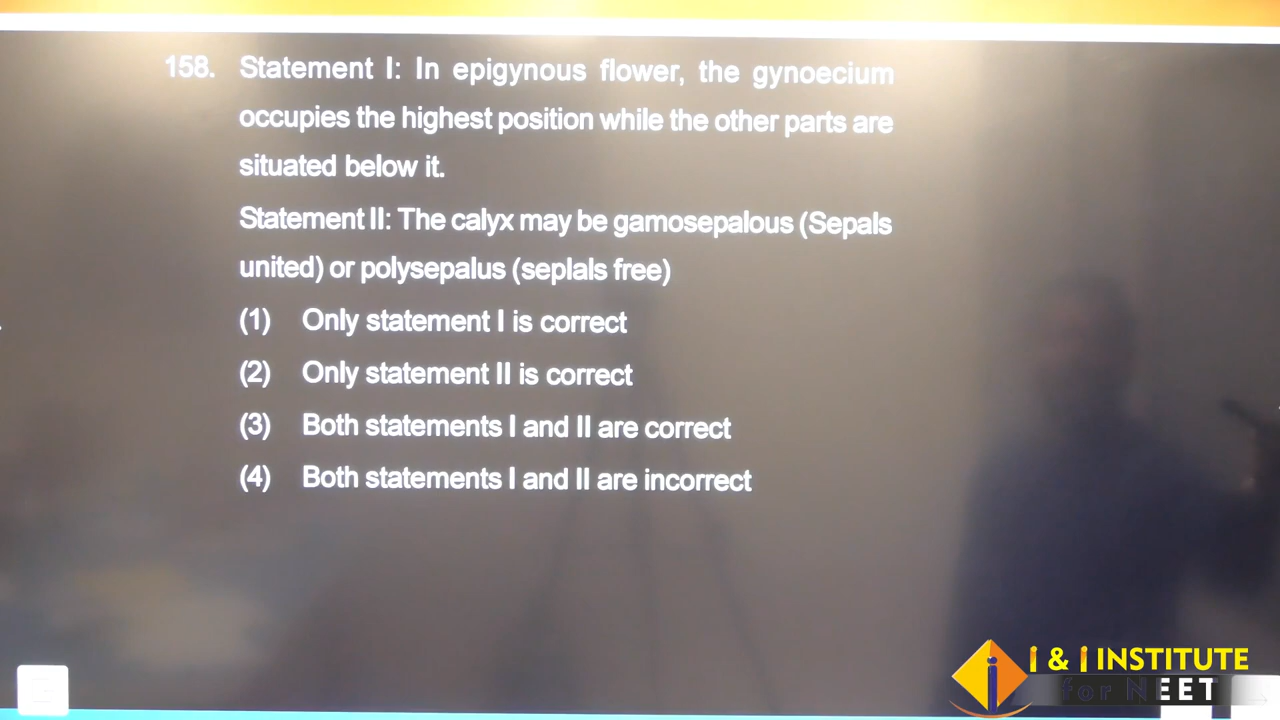 158. Statement I: In epigynous flower, the gynoecium
occupies the highest position while the other parts are
situated below it.
Statement II: The calyx may be gamosepalous (Sepals
united) or polysepalus (seplals free)
(1) Only statement I is correct
(2) Only statement II is correct
(3) Both statements I and II are correct
(4) Both statements I and II are incorrect
i & i INSTITUTE
for NEET